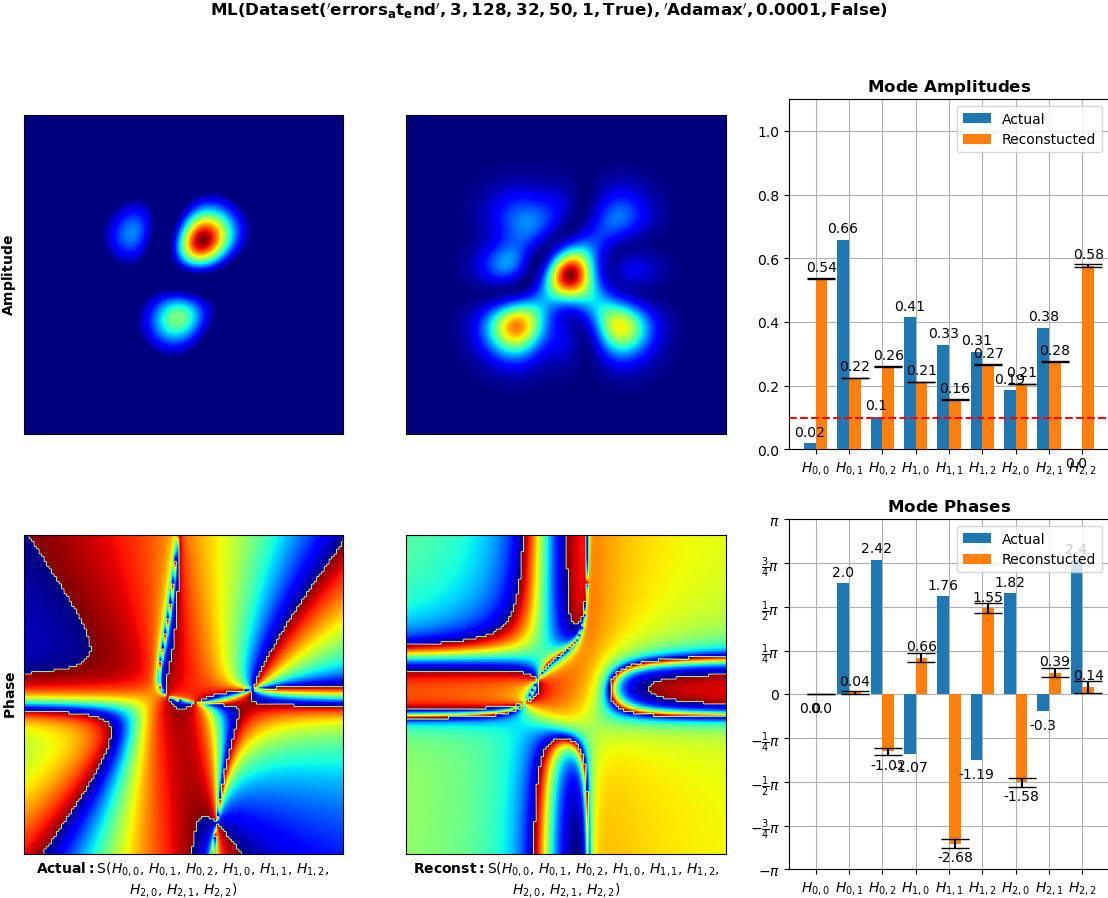 ML(Dataset('errors_at_end', 3, 128, 32, 50, 1, True), 'Adamax', 0.0001, False)
Amplitude
Mode Amplitudes
Actual
Reconstucted
1.0
0.8
0.6
0.4
0.2
0.0
0.02
0.54
0.66
0.22
0.1
0.26
0.41
0.21
0.33
0.16
0.31
0.27
0.19
0.21
0.38
0.28
0.0
0.58
H0,0 H0,1 H0,2 H1,0 H1,1 H1,2 H2,0 H2,1 H2,2
Phase
Mode Phases
Actual
Reconstucted
π
3/4π
1/2π
1/4π
0
−1/4π
−1/2π
−3/4π
−π
0.0
0.0
2.0
0.04
2.42
-1.02
-1.07
0.66
1.76
-2.68
-1.19
1.55
1.82
-1.58
-0.3
0.39
2.4
0.14
H0,0 H0,1 H0,2 H1,0 H1,1 H1,2 H2,0 H2,1 H2,2
Actual: S(H0,0, H0,1, H0,2, H1,0, H1,1, H1,2,
H2,0, H2,1, H2,2)
Reconst: S(H0,0, H0,1, H0,2, H1,0, H1,1, H1,2,
H2,0, H2,1, H2,2)